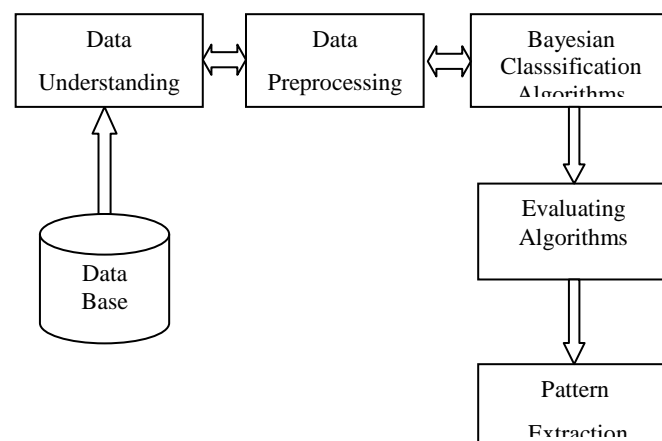 Data
Understanding
Data
Preprocessing
Bayesian
Classsification
Algorithms
Evaluating
Algorithms
Data
Base
Pattern
Extraction